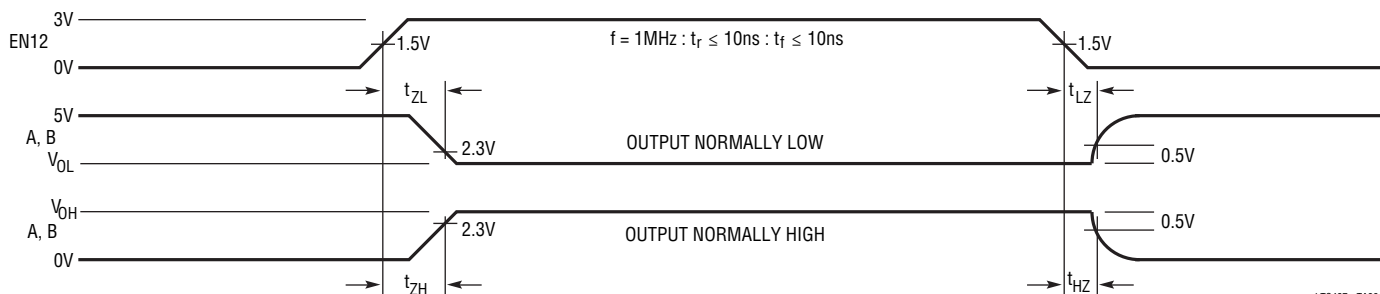 3V
EN12
1.5V
f = 1MHz : tr ≤ 10ns : tf ≤ 10ns
1.5V
0V
tZL
tLZ
5V
A, B
2.3V
OUTPUT NORMALLY LOW
0.5V
VOL
VOH
A, B
2.3V
OUTPUT NORMALLY HIGH
0.5V
0V
tZH
tHZ